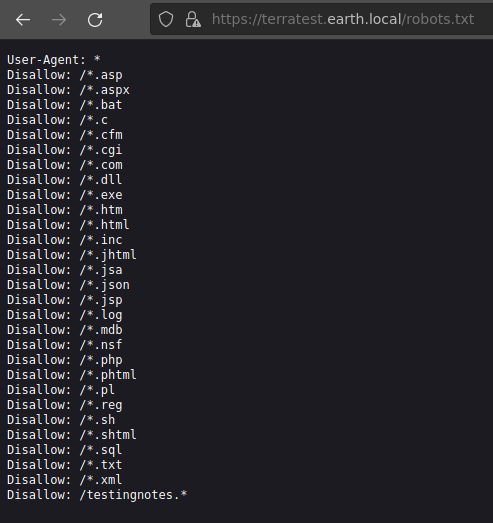 https://terratest.earth.local/robots.txt
User-Agent: *
Disallow: /*.asp
Disallow: /*.aspx
Disallow: /*.bat
Disallow: /*.c
Disallow: /*.cfm
Disallow: /*.cgi
Disallow: /*.com
Disallow: /*.dll
Disallow: /*.exe
Disallow: /*.htm
Disallow: /*.html
Disallow: /*.inc
Disallow: /*.jhtml
Disallow: /*.jsa
Disallow: /*.json
Disallow: /*.jsp
Disallow: /*.log
Disallow: /*.mdb
Disallow: /*.nsf
Disallow: /*.php
Disallow: /*.phtml
Disallow: /*.pl
Disallow: /*.reg
Disallow: /*.sh
Disallow: /*.shtml
Disallow: /*.sql
Disallow: /*.txt
Disallow: /*.xml
Disallow: /testingnotes.*